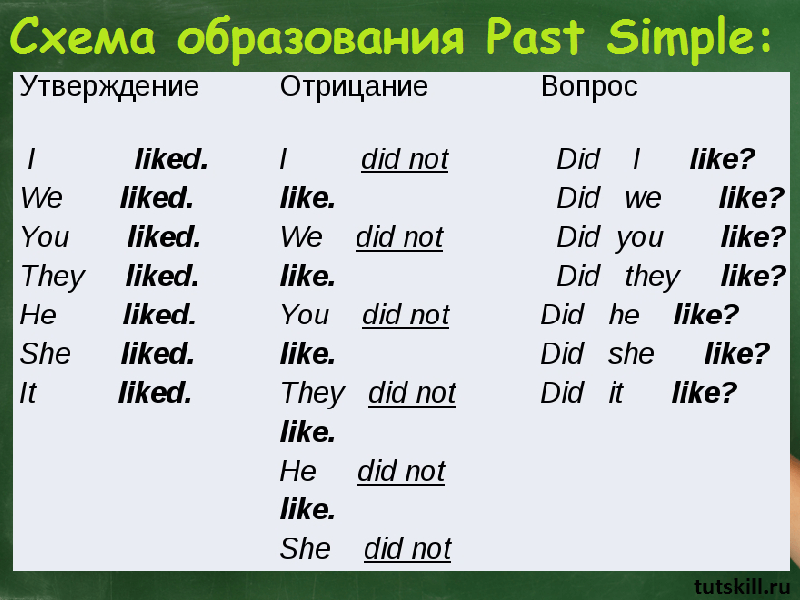 Схема образования Past Simple:
Утверждение
I liked.
We liked.
You liked.
They liked.
He liked.
She liked.
It liked.
Отрицание
I did not
like.
We did not
like.
You did not
like.
They did not
like.
He did not
like.
She did not
Вопрос
Did I like?
Did we like?
Did you like?
Did they like?
Did he like?
Did she like?
Did it like?
tutskill.ru